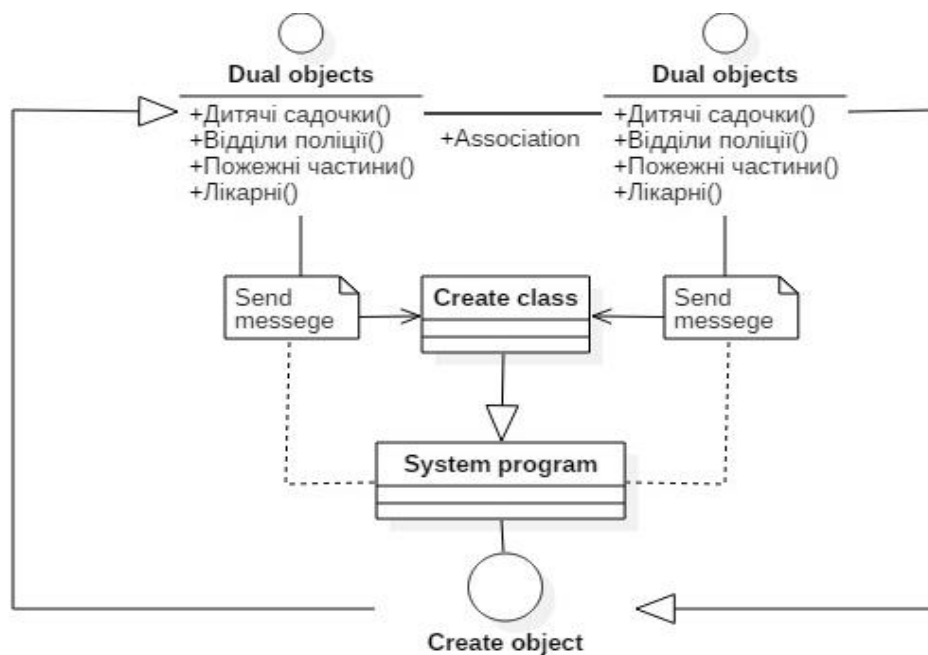 Dual objects
+Дитячі садочки()
+Відділи поліції()
+Пожежні частини()
+Лікарні()
+Association
Dual objects
+Дитячі садочки()
+Відділи поліції()
+Пожежні частини()
+Лікарні()
Send
messege
Create class
Send
messege
System program
Create object